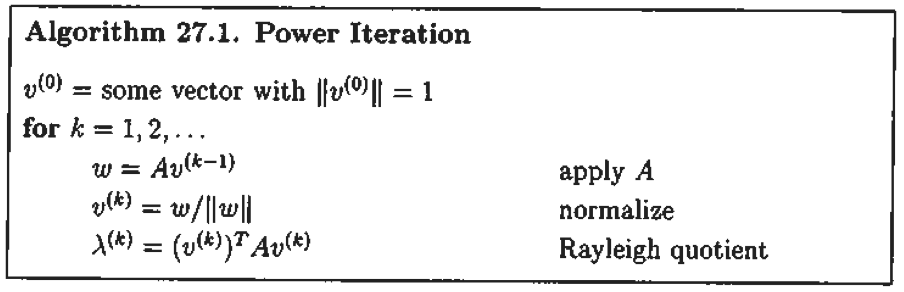 Algorithm 27.1. Power Iteration
v⁽⁰⁾ = some vector with ‖v⁽⁰⁾‖ = 1
for k = 1, 2, ...
w = Av⁽ᵏ⁻¹⁾ apply A
v⁽ᵏ⁾ = w/‖w‖ normalize
λ⁽ᵏ⁾ = (v⁽ᵏ⁾)ᵀAv⁽ᵏ⁾ Rayleigh quotient